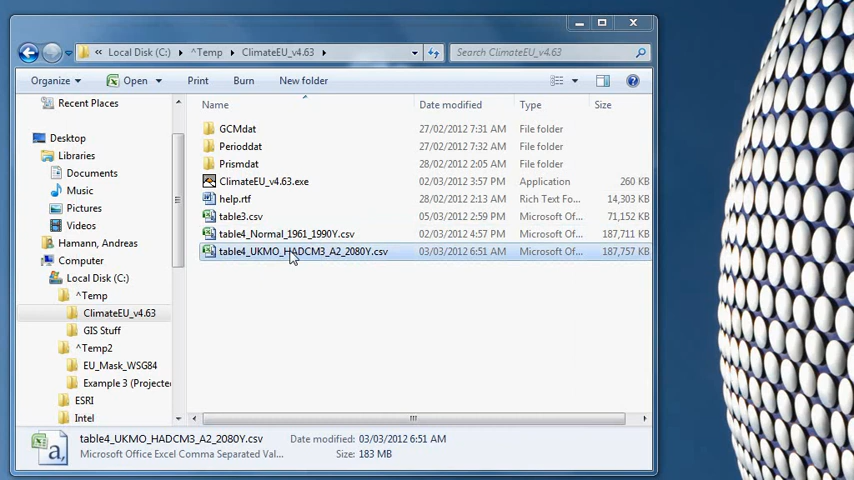 Local Disk (C:) ^Temp ClimateEU_v4.63 Search ClimateEU_v4.63
Organize Open Print Burn New folder
Name Date modified Type Size
Recent Places
Desktop
Libraries
Documents
Music
Pictures
Videos
Hamann, Andreas
Computer
Local Disk (C:)
^Temp
ClimateEU_v4.63
GIS Stuff
^Temp2
EU_Mask_WSG84
Example 3 (Projecte
ESRI
Intel
GCMdat 27/02/2012 7:31 AM File folder
Perioddat 27/02/2012 7:32 AM File folder
Prismdat 28/02/2012 2:05 AM File folder
ClimateEU_v4.63.exe 02/03/2012 3:57 PM Application 260 KB
help.rtf 28/02/2012 2:13 AM Rich Text Fo... 14,303 KB
table3.csv 05/03/2012 2:59 PM Microsoft Of... 71,152 KB
table4_Normal_1961_1990Y.csv 02/03/2012 4:57 PM Microsoft Of... 187,711 KB
table4_UKMO_HADCM3_A2_2080Y.csv 03/03/2012 6:51 AM Microsoft Of... 187,757 KB
table4_UKMO_HADCM3_A2_2080Y.csv Date modified: 03/03/2012 6:51 AM
Microsoft Office Excel Comma Separated Val... Size: 183 MB